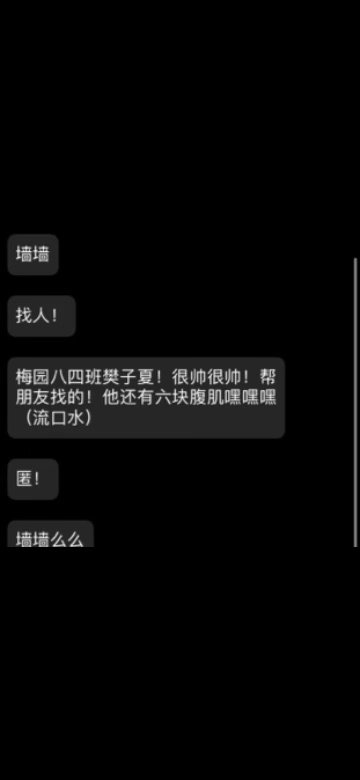 墙墙
找人！
梅园八四班樊子夏！很帅很帅！帮
朋友找的！他还有六块腹肌嘿嘿嘿
（流口水）
匿！
墙墙么么